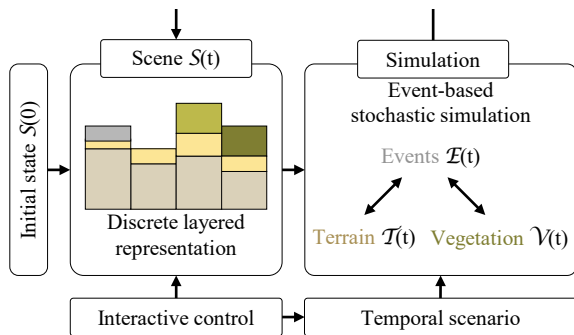 Initial state S(0)
Scene S(t)
Discrete layered
representation
Simulation
Event-based
stochastic simulation
Events ℰ(t)
Terrain 𝒯(t) Vegetation 𝒱(t)
Interactive control
Temporal scenario